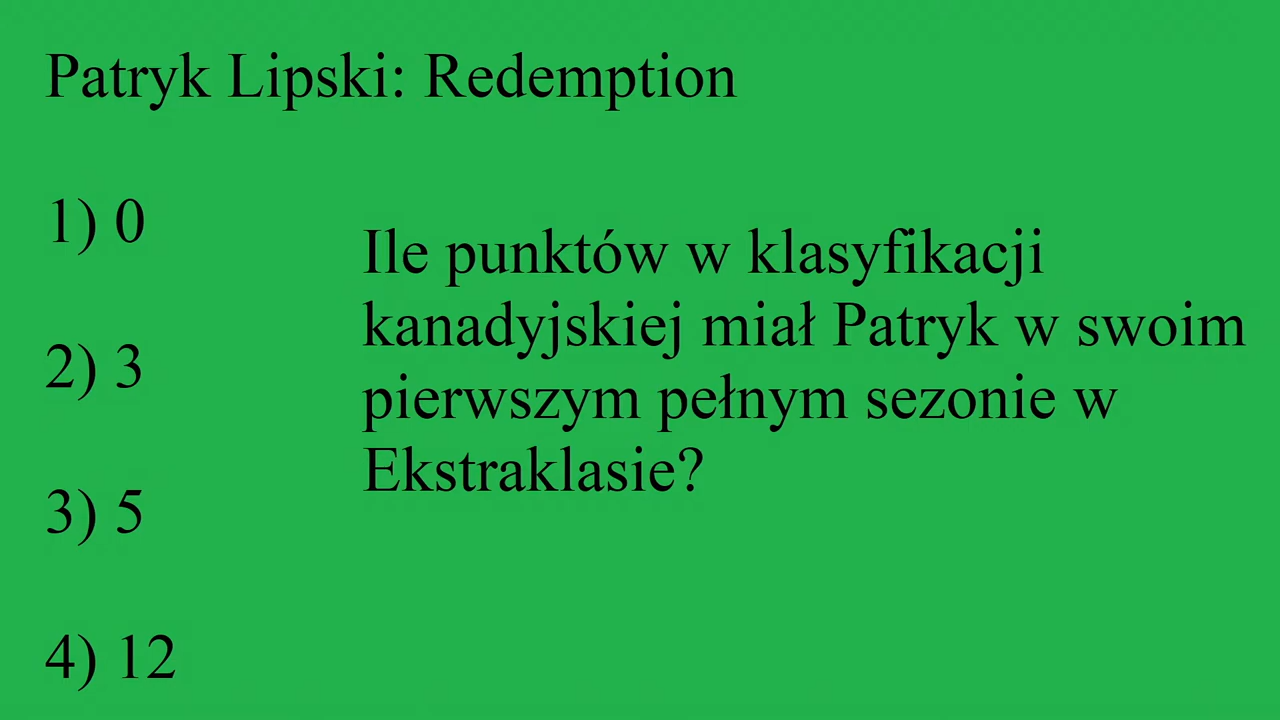 Patryk Lipski: Redemption
1) 0
2) 3
3) 5
4) 12
Ile punktów w klasyfikacji
kanadyjskiej miał Patryk w swoim
pierwszym pełnym sezonie w
Ekstraklasie?